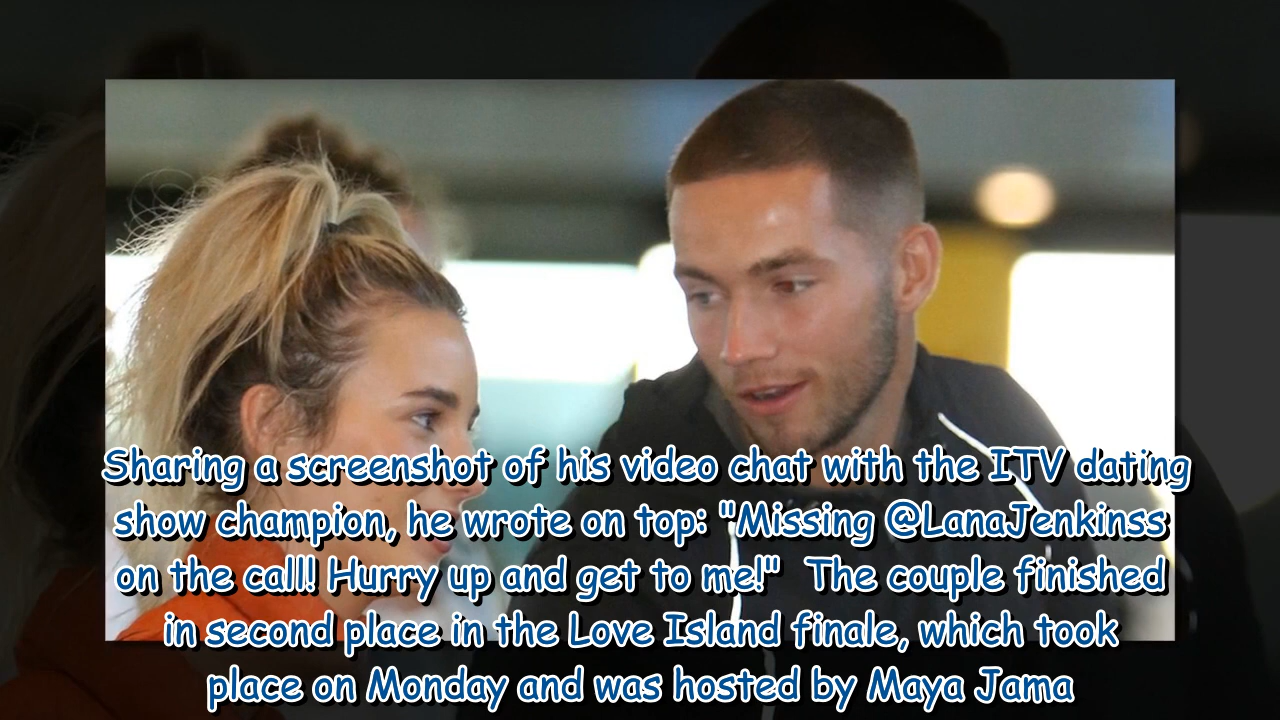 Sharing a screenshot of his video chat with the ITV dating
show champion, he wrote on top: "Missing @LanaJenkinss
on the call! Hurry up and get to me!"  The couple finished
in second place in the Love Island finale, which took
place on Monday and was hosted by Maya Jama